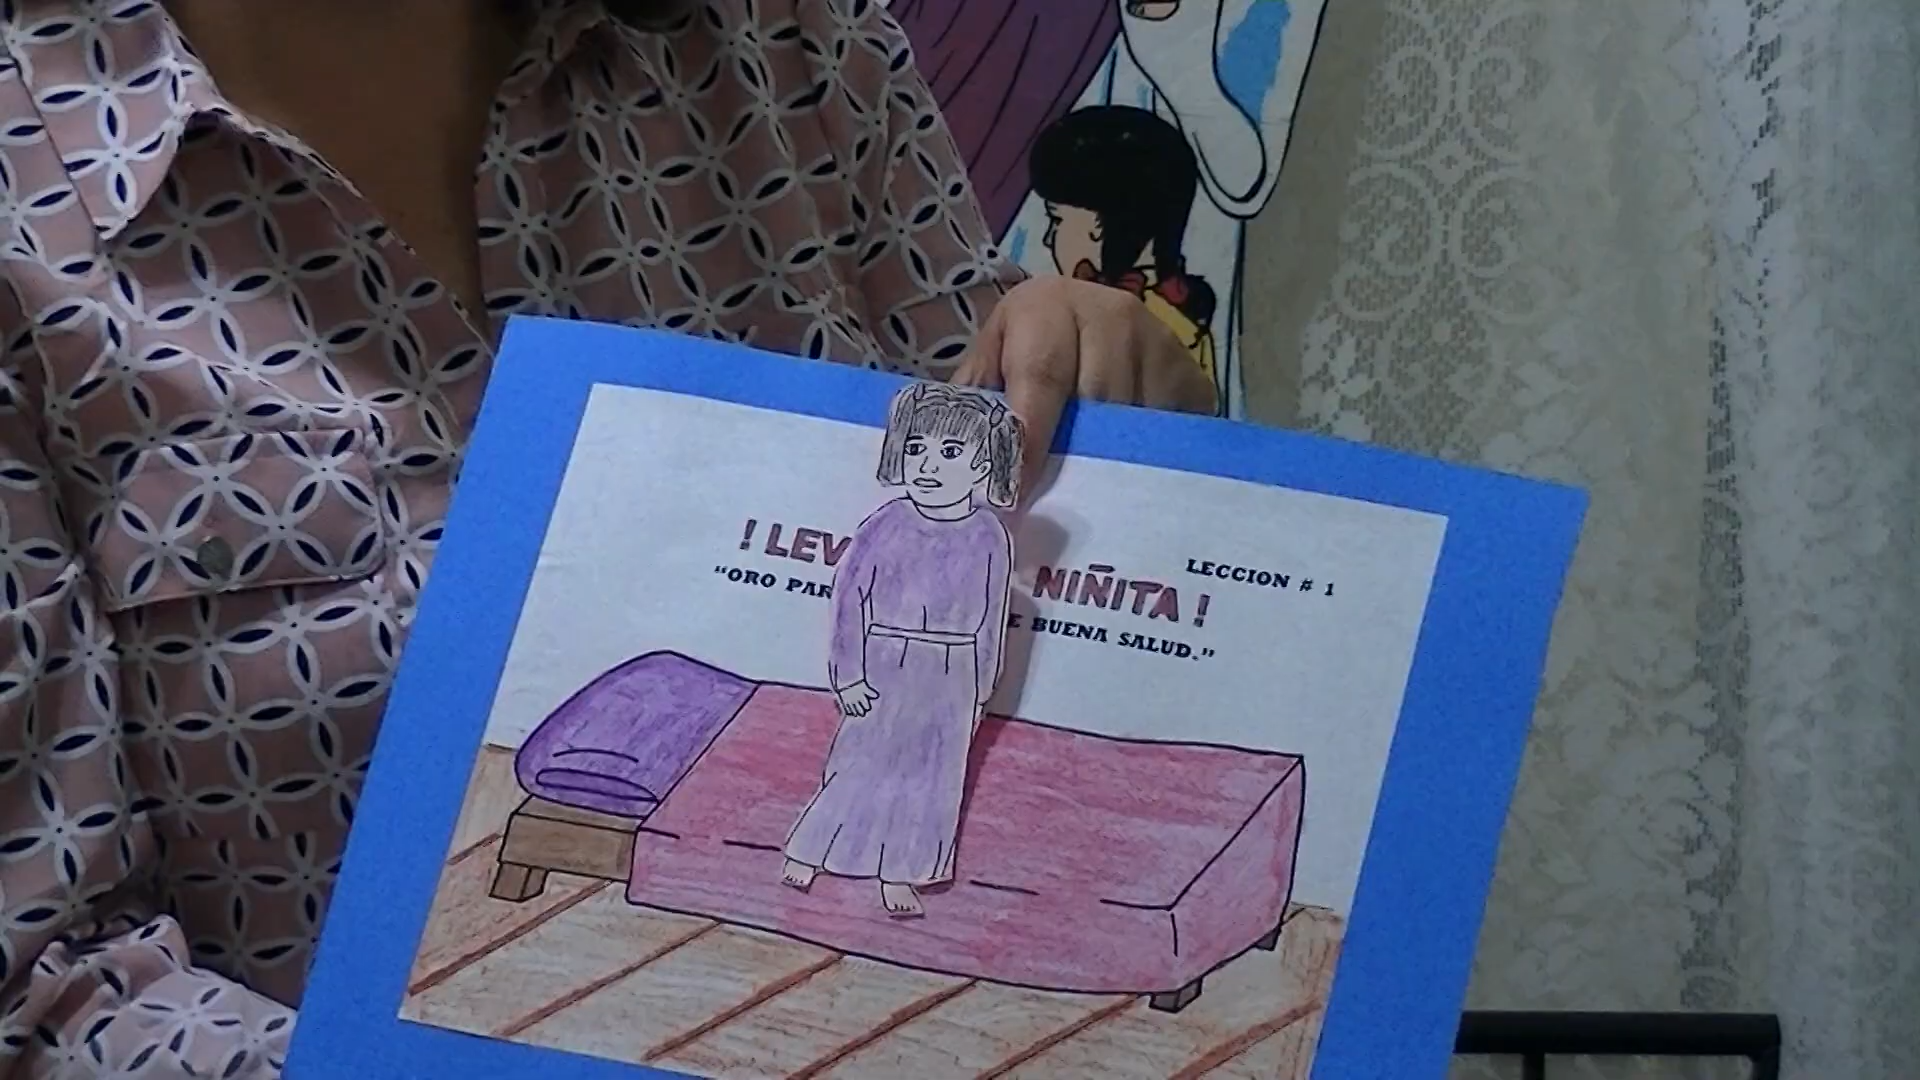 LECCION # 1
! LEV NIÑITA !
“ORO PAR E BUENA SALUD.”